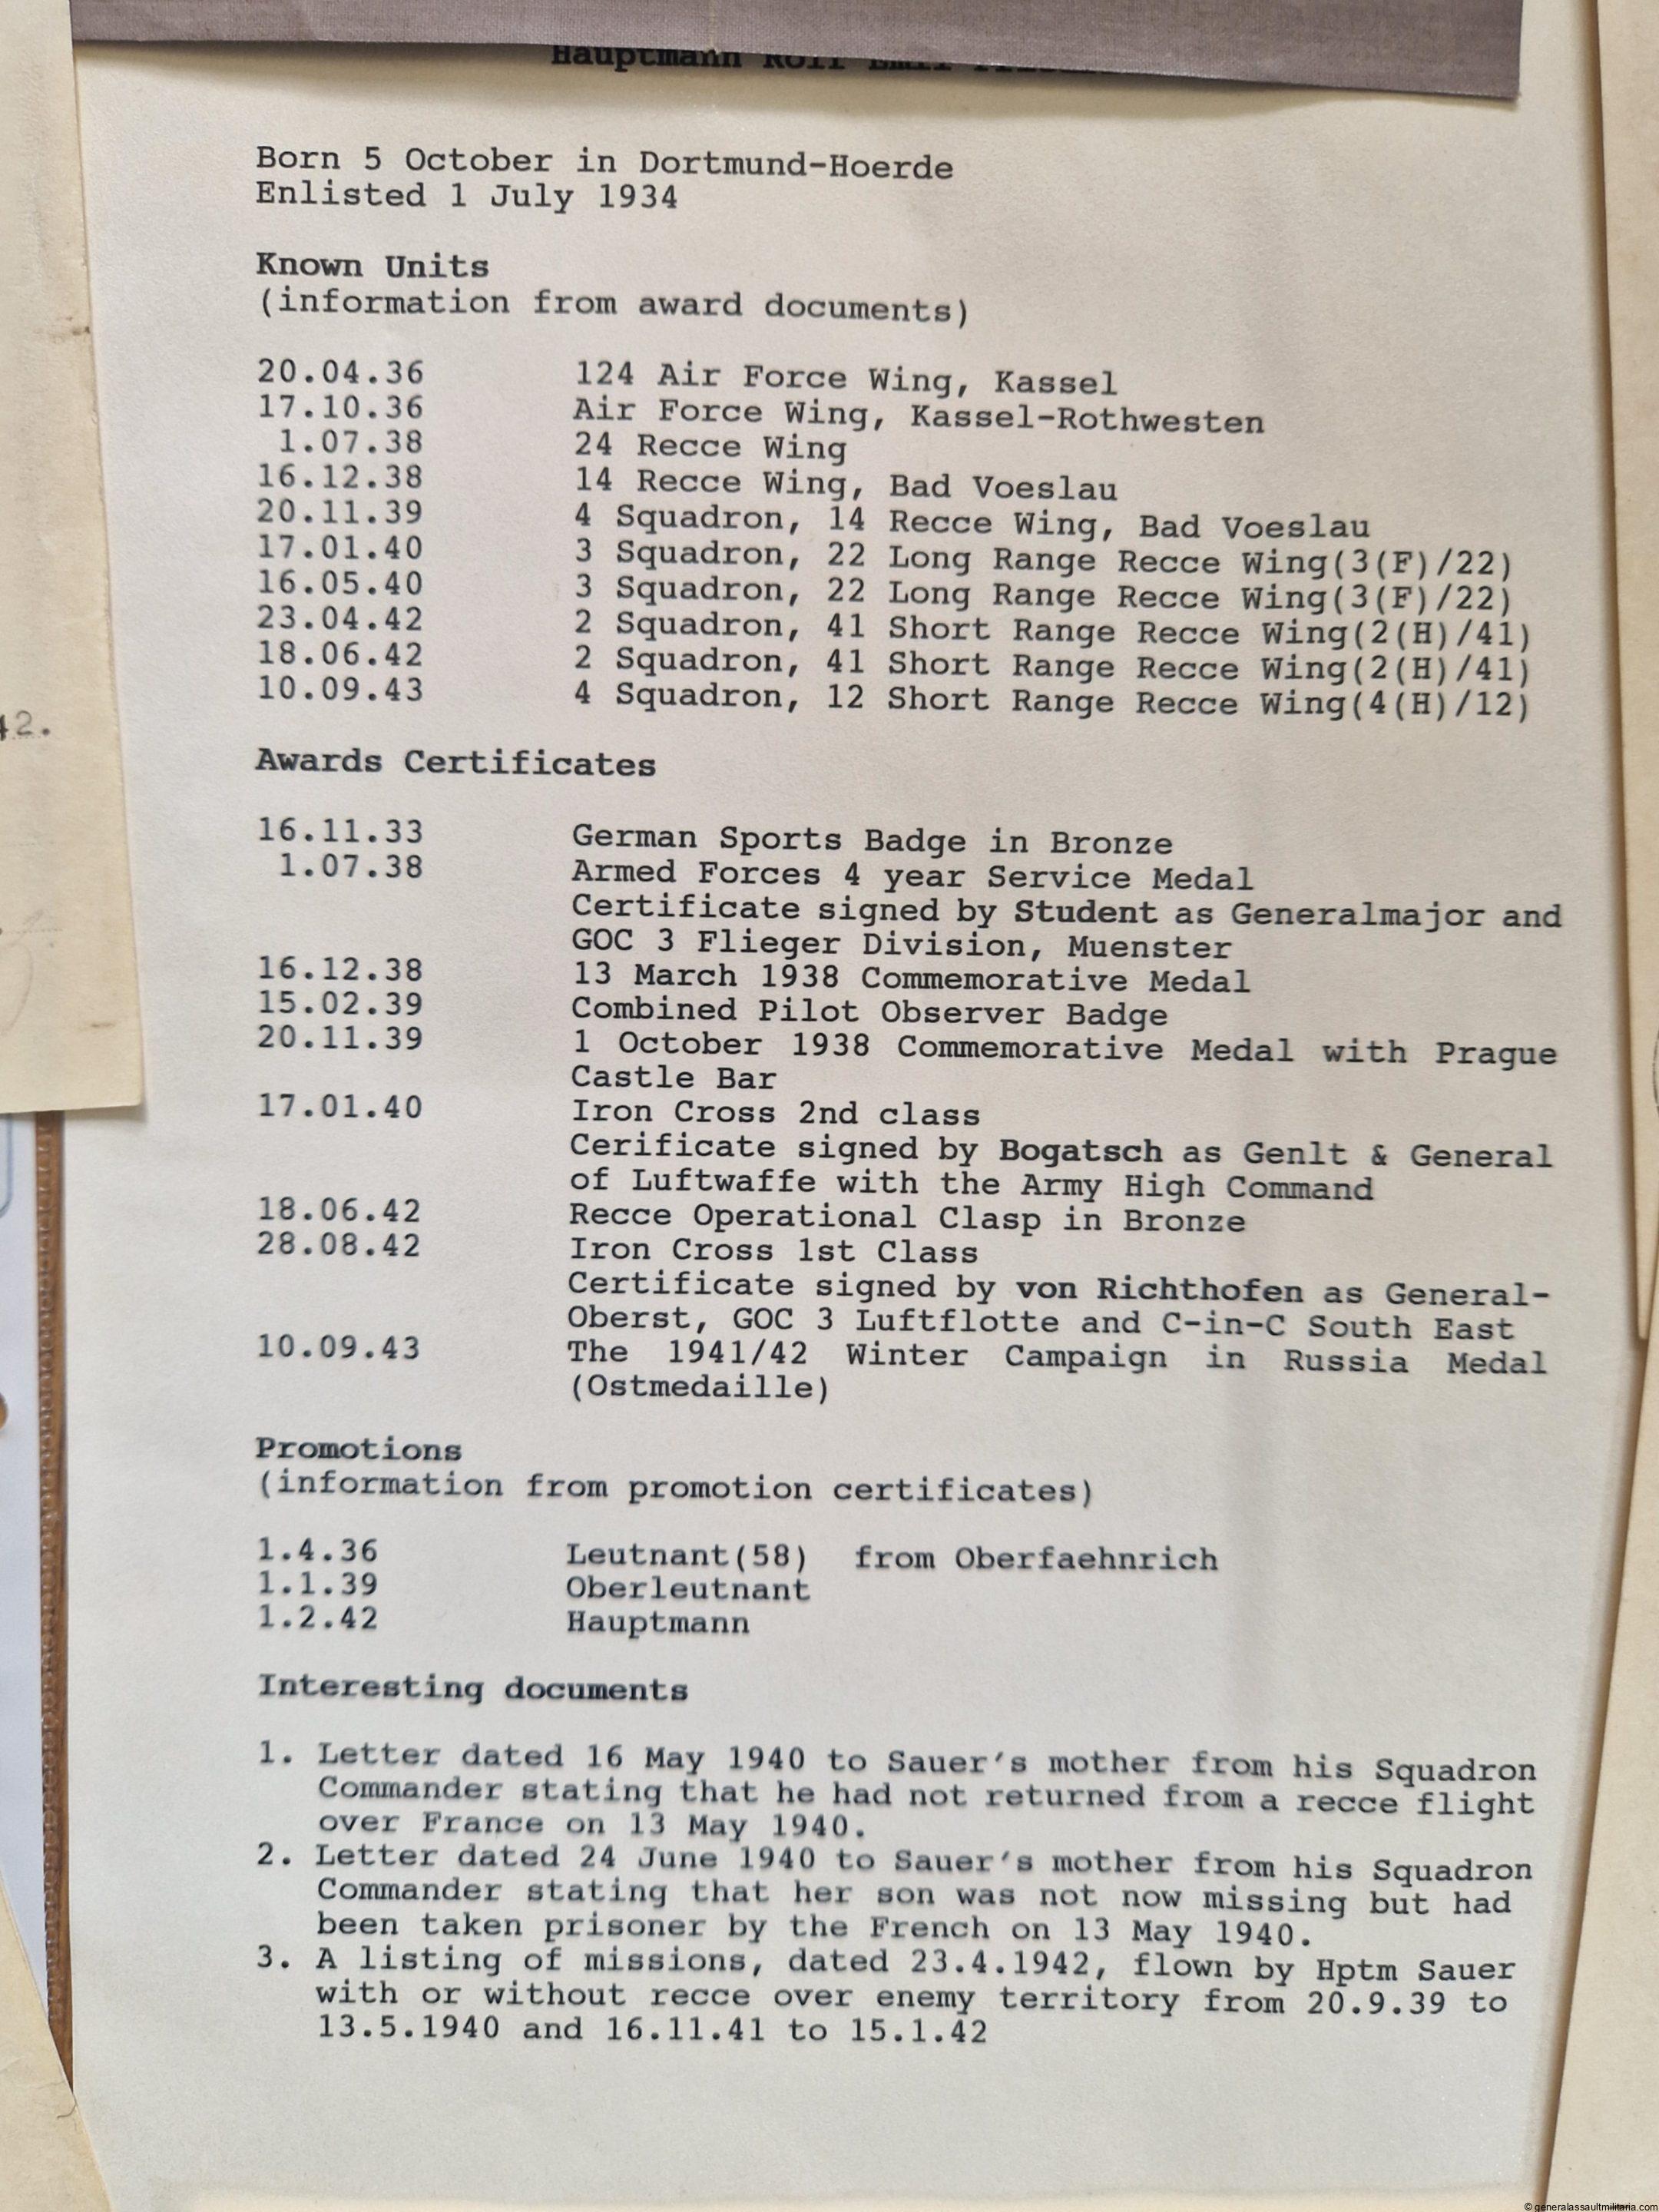 Hauptmann Rolf Emil
Born 5 October in Dortmund-Hoerde
Enlisted 1 July 1934
Known Units
(information from award documents)
20.04.36 124 Air Force Wing, Kassel
17.10.36 Air Force Wing, Kassel-Rothwesten
1.07.38 24 Recce Wing
16.12.38 14 Recce Wing, Bad Voeslau
20.11.39 4 Squadron, 14 Recce Wing, Bad Voeslau
17.01.40 3 Squadron, 22 Long Range Recce Wing(3(F)/22)
16.05.40 3 Squadron, 22 Long Range Recce Wing(3(F)/22)
23.04.42 2 Squadron, 41 Short Range Recce Wing(2(H)/41)
18.06.42 2 Squadron, 41 Short Range Recce Wing(2(H)/41)
10.09.43 4 Squadron, 12 Short Range Recce Wing(4(H)/12)
42.
Awards Certificates
16.11.33 German Sports Badge in Bronze
1.07.38 Armed Forces 4 year Service Medal
Certificate signed by Student as Generalmajor and
GOC 3 Flieger Division, Muenster
16.12.38 13 March 1938 Commemorative Medal
15.02.39 Combined Pilot Observer Badge
20.11.39 1 October 1938 Commemorative Medal with Prague
Castle Bar
17.01.40 Iron Cross 2nd class
Cerificate signed by Bogatsch as Genlt & General
of Luftwaffe with the Army High Command
18.06.42 Recce Operational Clasp in Bronze
28.08.42 Iron Cross 1st Class
Certificate signed by von Richthofen as General-
Oberst, GOC 3 Luftflotte and C-in-C South East
10.09.43 The 1941/42 Winter Campaign in Russia Medal
(Ostmedaille)
Promotions
(information from promotion certificates)
1.4.36 Leutnant(58) from Oberfaehnrich
1.1.39 Oberleutnant
1.2.42 Hauptmann
Interesting documents
1. Letter dated 16 May 1940 to Sauer's mother from his Squadron
Commander stating that he had not returned from a recce flight
over France on 13 May 1940.
2. Letter dated 24 June 1940 to Sauer's mother from his Squadron
Commander stating that her son was not now missing but had
been taken prisoner by the French on 13 May 1940.
3. A listing of missions, dated 23.4.1942, flown by Hptm Sauer
with or without recce over enemy territory from 20.9.39 to
13.5.1940 and 16.11.41 to 15.1.42
© generalassaultmilitaria.com